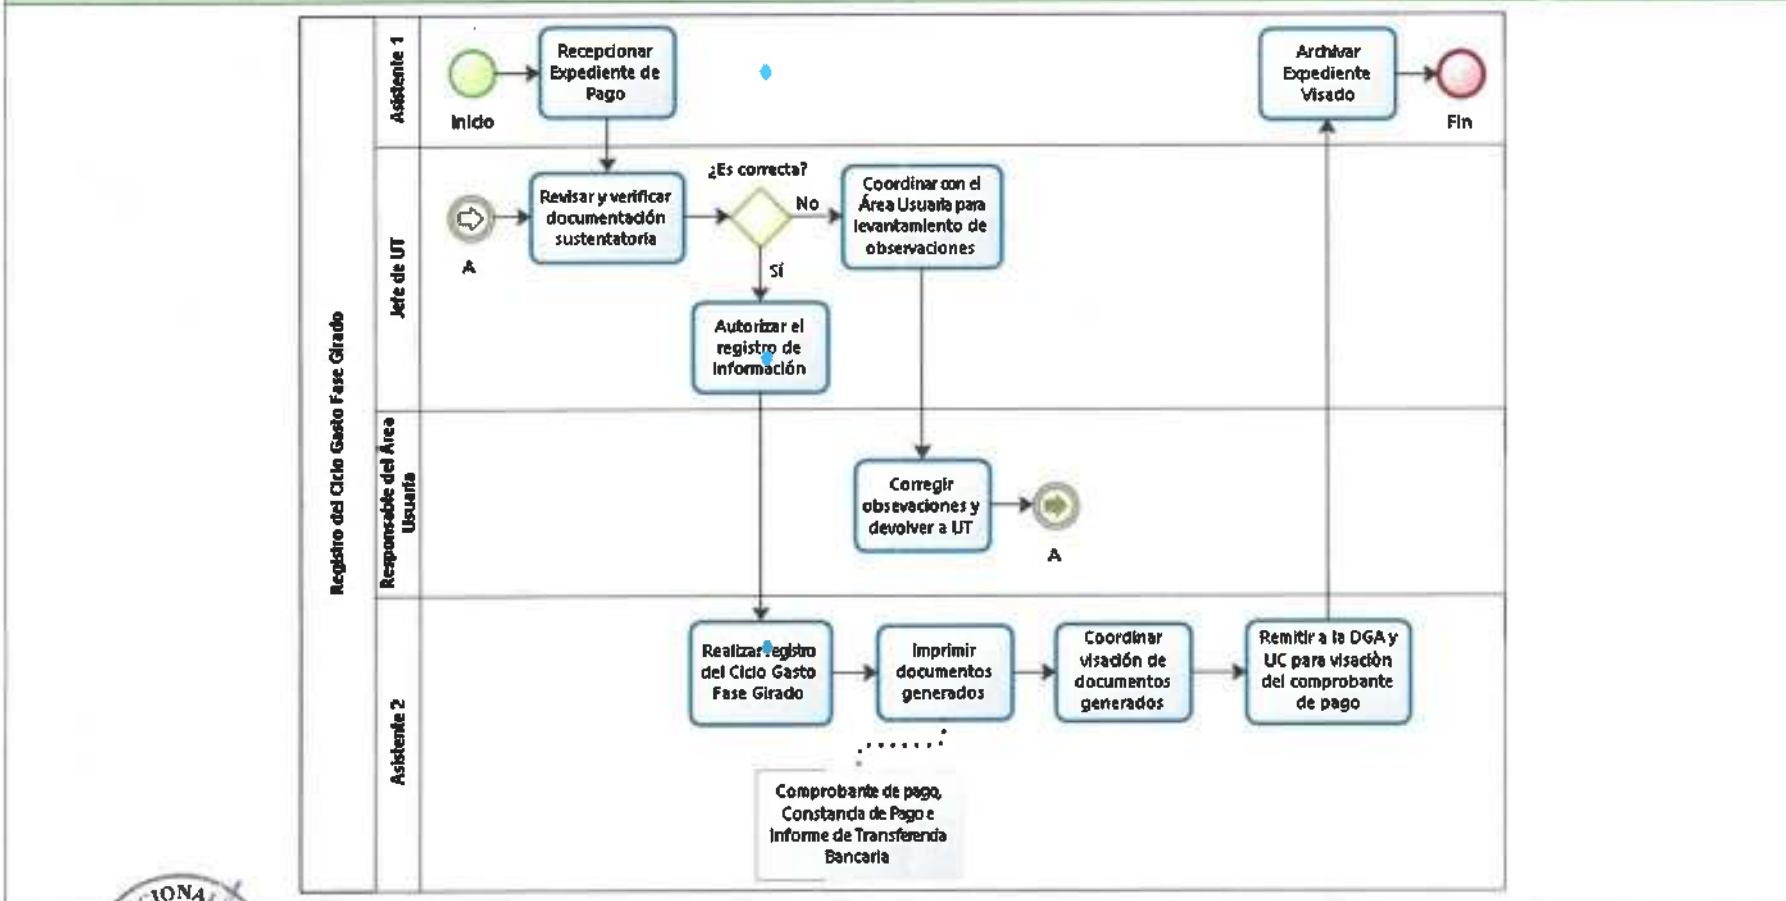 Registro del Ciclo Gasto Fase Girado
Asistente 1
Inicio
Recepcionar
Expediente de
Pago
Archivar
Expediente
Visado
Fin
Jefe de UT
A
Revisar y verificar
documentación
sustentatoria
¿Es correcta?
No
Sí
Coordinar con el
Área Usuaria para
levantamiento de
observaciones
Autorizar el
registro de
información
Responsable del Área
Usuaria
Corregir
obsevaciones y
devolver a UT
A
Asistente 2
Realizar registro
del Ciclo Gasto
Fase Girado
Imprimir
documentos
generados
Coordinar
visación de
documentos
generados
Remitir a la DGA y
UC para visación
del comprobante
de pago
Comprobante de pago,
Constancia de Pago e
Informe de Transferencia
Bancaria